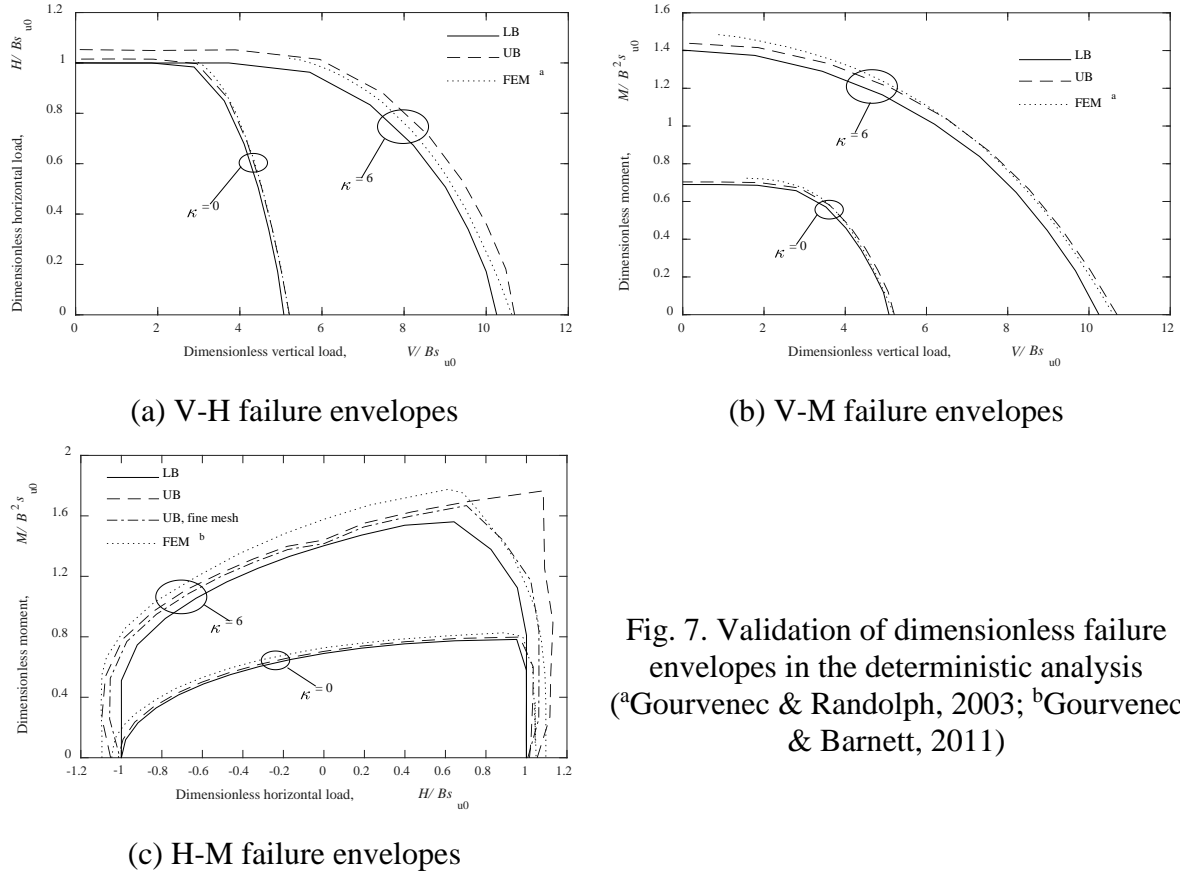 H/ Bs u0
1.2
1
0.8
0.6
0.4
0.2
0
Dimensionless horizontal load,
LB
UB
FEM a
κ = 6
κ = 0
0 2 4 6 8 10 12
Dimensionless vertical load, V/ Bs u0
(a) V-H failure envelopes
M/ B 2 s u0
1.6
1.4
1.2
1
0.8
0.6
0.4
0.2
0
Dimensionless moment,
LB
UB
FEM a
κ = 6
κ = 0
0 2 4 6 8 10 12
Dimensionless vertical load, V/ Bs u0
(b) V-M failure envelopes
M/ B 2 s u0
2
1.6
1.2
0.8
0.4
0
Dimensionless moment,
LB
UB
UB, fine mesh
FEM b
κ = 6
κ = 0
-1.2 -1 -0.8 -0.6 -0.4 -0.2 0 0.2 0.4 0.6 0.8 1 1.2
Dimensionless horizontal load, H/ Bs u0
(c) H-M failure envelopes
Fig. 7. Validation of dimensionless failure
envelopes in the deterministic analysis
(aGourvenec & Randolph, 2003; bGourvenec
& Barnett, 2011)